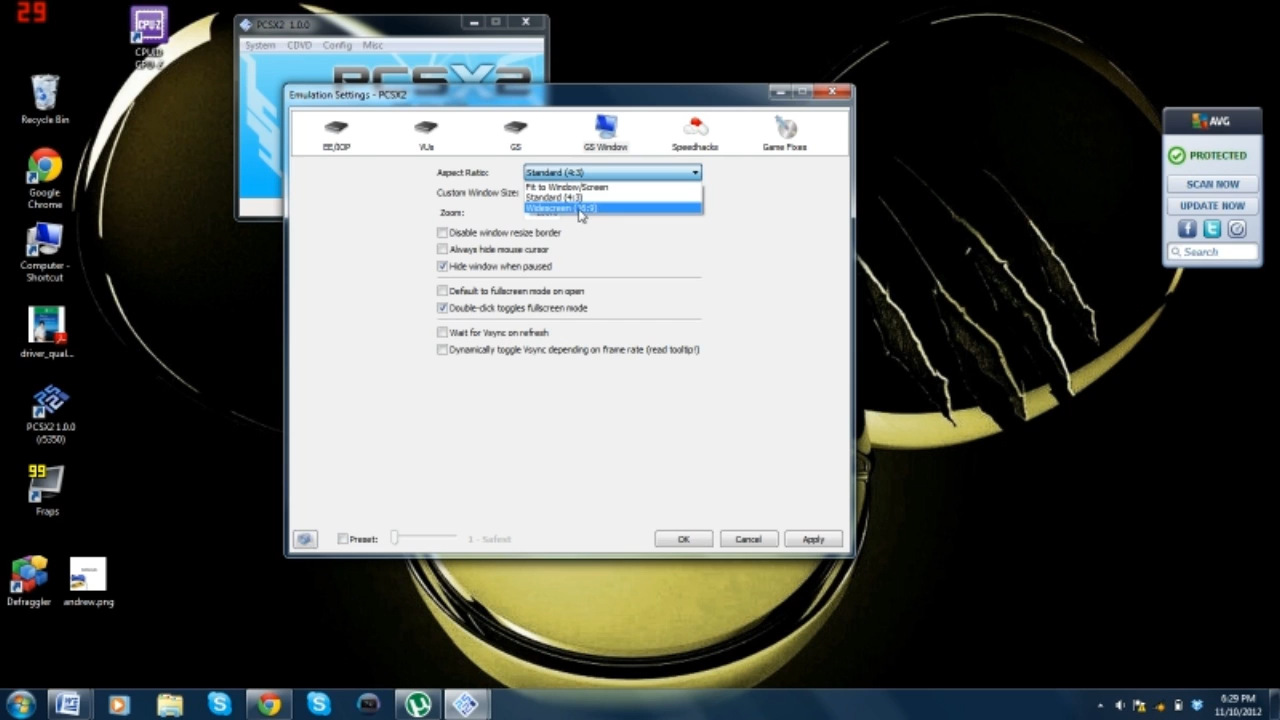 29
CPUID
Recycle Bin
Google
Chrome
Computer -
Shortcut
driver_qual...
PCSX2 1.0.0
(r5350)
99
Fraps
Defraggler
andrew.png
PCSX2 1.0.0
System CDVD Config Misc
PCSX2
Emulation Settings - PCSX2
EE/IOP VUs GS GS Window Speedhacks Game Fixes
Aspect Ratio: Standard (4:3)
Fit to Window/Screen
Standard (4:3)
Widescreen (16:9)
Custom Window Size:
Zoom:
Disable window resize border
Always hide mouse cursor
Hide window when paused
Default to fullscreen mode on open
Double-click toggles fullscreen mode
Wait for Vsync on refresh
Dynamically toggle Vsync depending on frame rate (read tooltip!)
Preset: 1 - Safest
OK Cancel Apply
AVG
PROTECTED
SCAN NOW
UPDATE NOW
Search
6:29 PM
11/10/2012